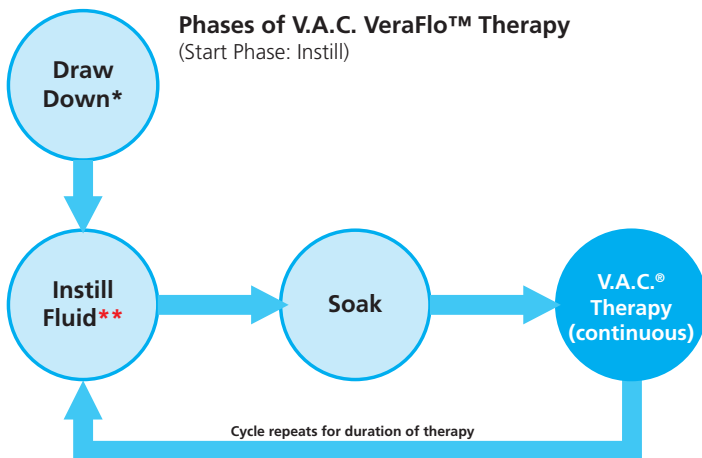 Phases of V.A.C. VeraFlo™ Therapy
(Start Phase: Instill)
Draw
Down*
Instill
Fluid**
Soak
V.A.C.®
Therapy
(continuous)
Cycle repeats for duration of therapy